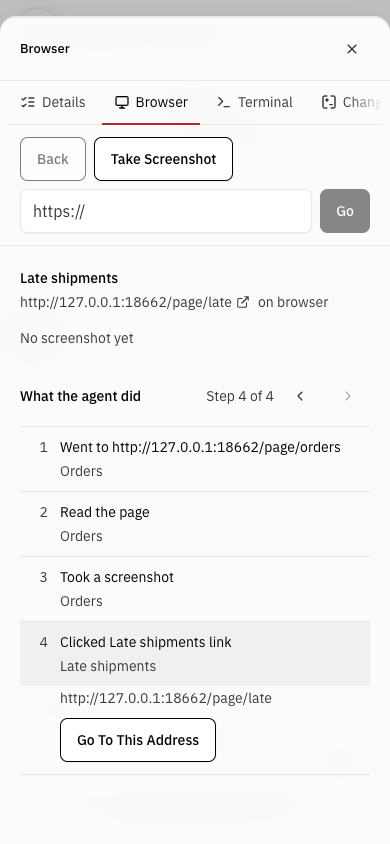 Browser
Details Browser Terminal Chang
Back Take Screenshot
https:// Go
Late shipments
http://127.0.0.1:18662/page/late on browser
No screenshot yet
What the agent did Step 4 of 4
1 Went to http://127.0.0.1:18662/page/orders
Orders
2 Read the page
Orders
3 Took a screenshot
Orders
4 Clicked Late shipments link
Late shipments
http://127.0.0.1:18662/page/late
Go To This Address